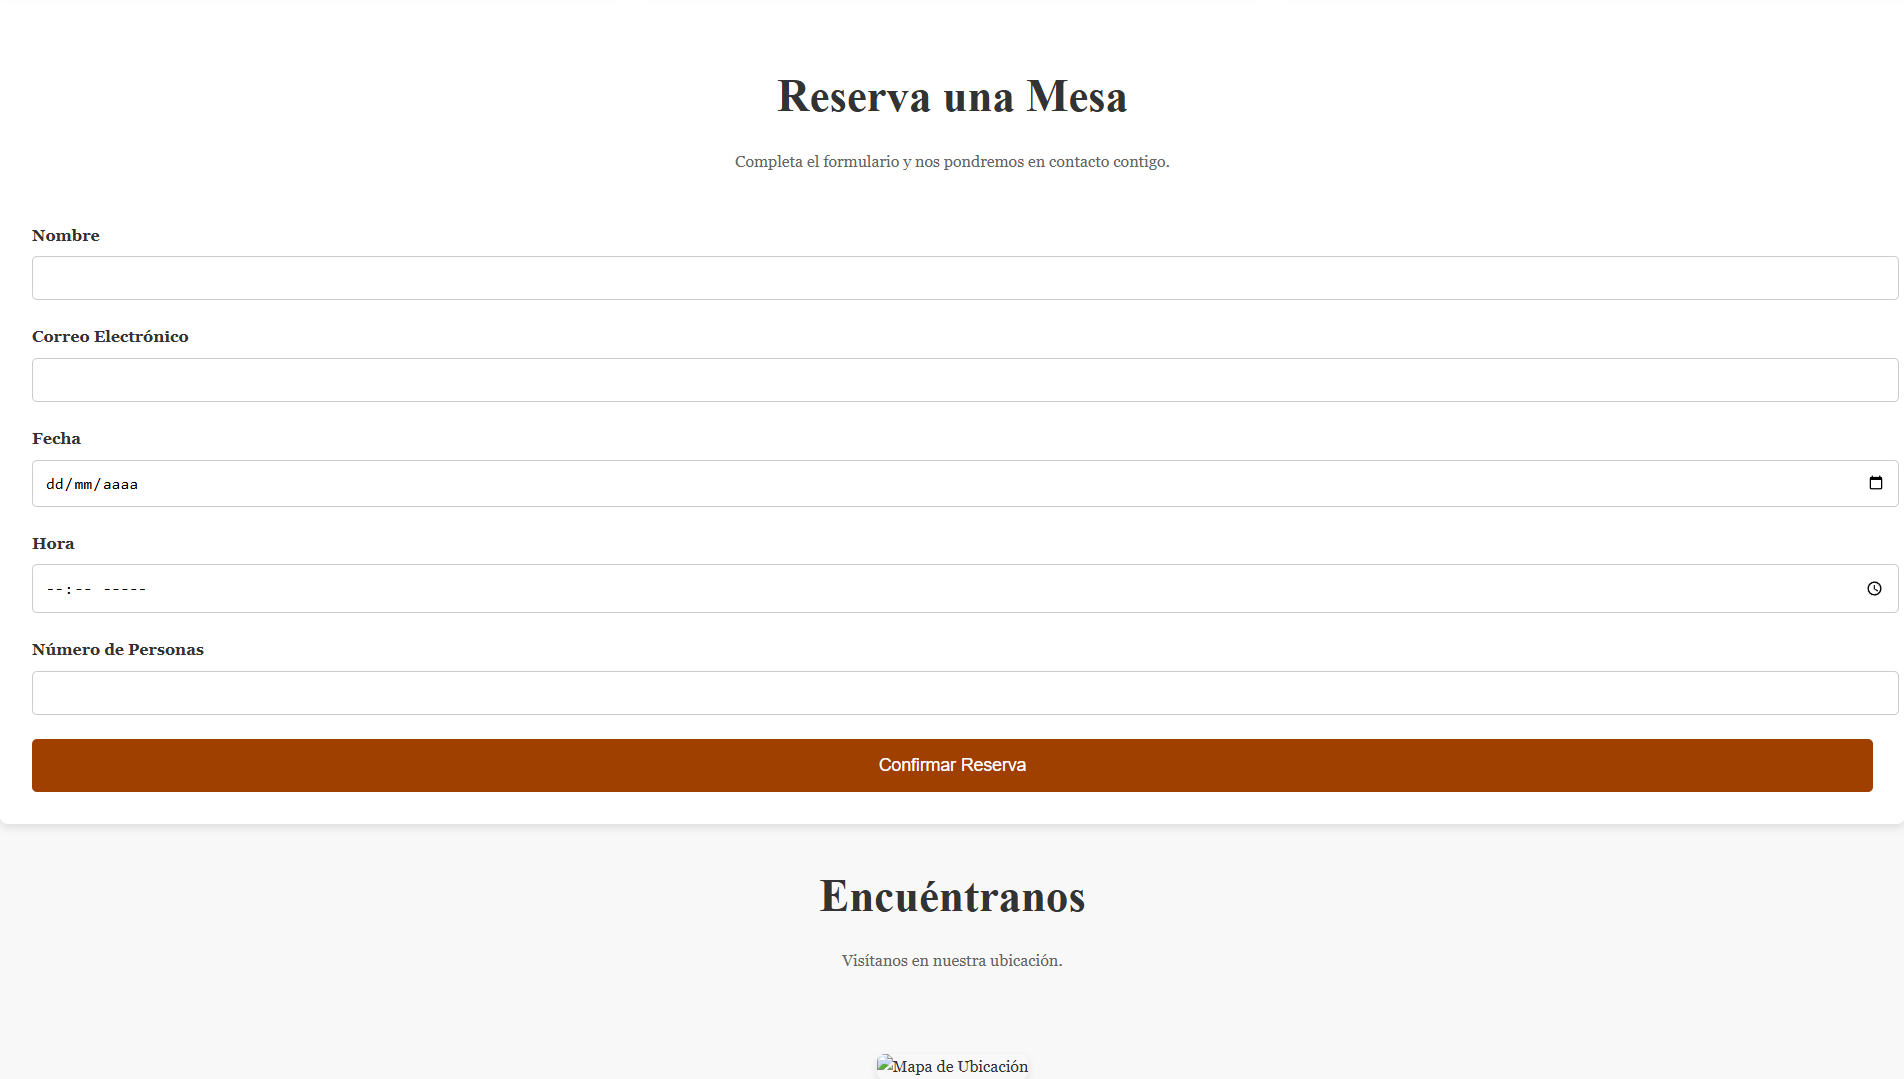 Reserva una Mesa
Completa el formulario y nos pondremos en contacto contigo.
Nombre
Correo Electrónico
Fecha
dd/mm/aaaa
Hora
--:-- -----
Número de Personas
Confirmar Reserva
Encuéntranos
Visítanos en nuestra ubicación.
Mapa de Ubicación